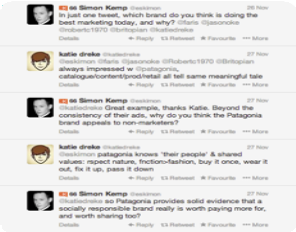 Simon Kemp @eskimon 26 Nov
In just one tweet, which brand do you think is doing the
best marketing today, and why? @faris @jasonoke
@roberto1970 @britopian @katiedreke
Details Reply Retweet Favourite More
katie dreke @katiedreke 27 Nov
@eskimon @faris @jasonoke @Roberto1970 @Britopian
always impressed w @patagonia,
catalogue/content/prod/retail all tell same meaningful tale
Details Reply Retweet Favourite More
Simon Kemp @eskimon 27 Nov
@katiedreke Great example, thanks Katie. Beyond the
consistency of their ads, why do you think the Patagonia
brand appeals to non-marketers?
Details Reply Retweet Favourite More
katie dreke @katiedreke 27 Nov
@eskimon patagonia knows 'their people' & shared
values: rspect nature, friction=fashion, buy it once, wear it
out, fix it up, pass it down
Details Reply Retweet Favourite More
Simon Kemp @eskimon 27 Nov
@katiedreke so Patagonia provides solid evidence that a
socially responsible brand really is worth paying more for,
and worth sharing too?
Details Reply Retweet Favourite More